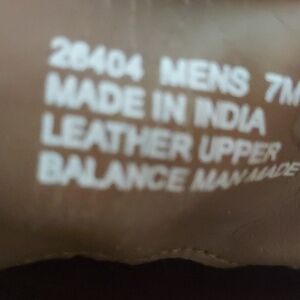 26404 MENS 7M
MADE IN INDIA
LEATHER UPPER
BALANCE MAN MADE